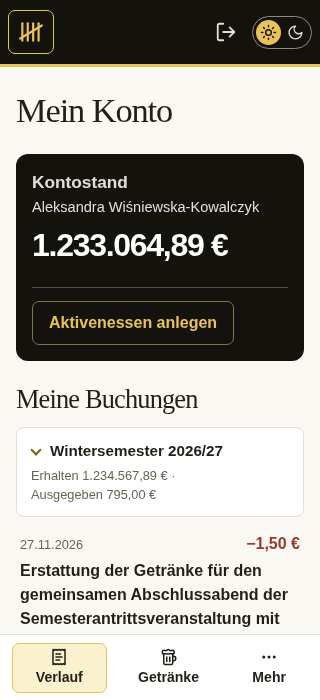 Mein Konto
Kontostand
Aleksandra Wiśniewska-Kowalczyk
1.233.064,89 €
Aktivenessen anlegen
Meine Buchungen
Wintersemester 2026/27
Erhalten 1.234.567,89 € ·
Ausgegeben 795,00 €
27.11.2026 −1,50 €
Erstattung der Getränke für den
gemeinsamen Abschlussabend der
Semesterantrittsveranstaltung mit
Verlauf Getränke Mehr